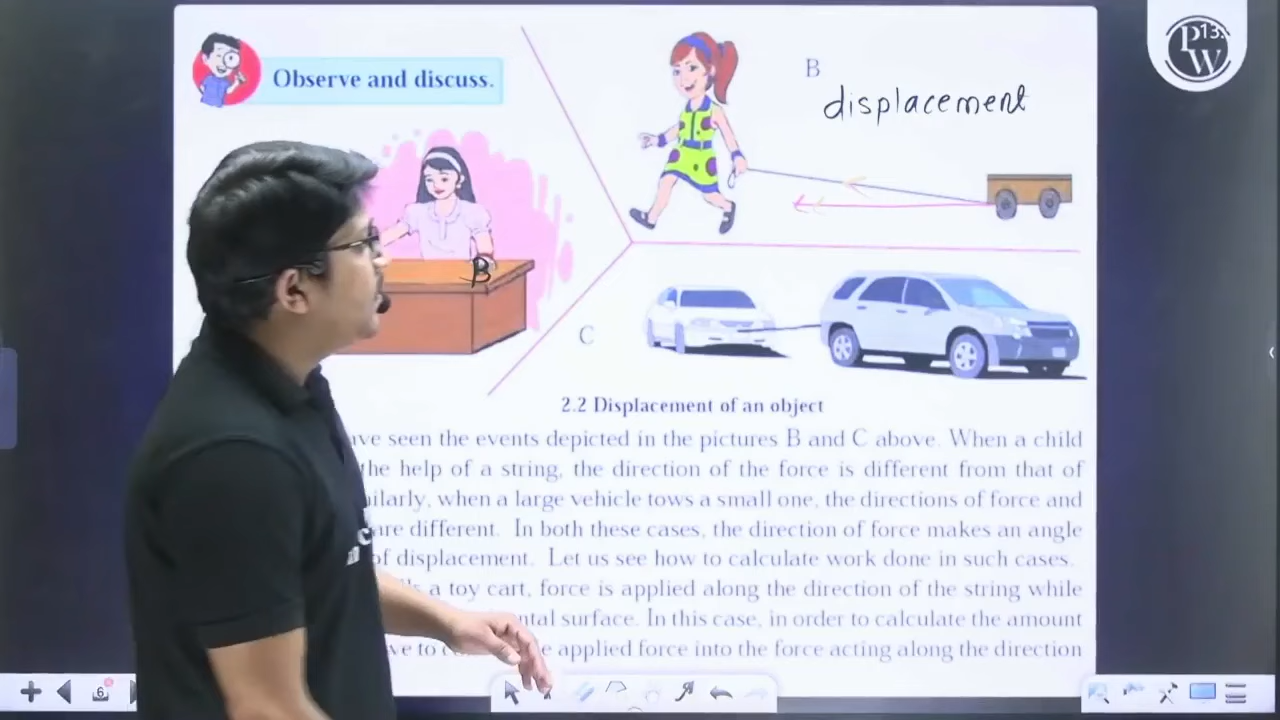 Observe and discuss.
B
displacement
B
C
2.2 Displacement of an object
have seen the events depicted in the pictures B and C above. When a child
the help of a string, the direction of the force is different from that of
when a large vehicle tows a small one, the directions of force and
are different. In both these cases, the direction of force makes an angle
of displacement. Let us see how to calculate work done in such cases.
a toy cart, force is applied along the direction of the string while
surface. In this case, in order to calculate the amount
to applied force into the force acting along the direction
PW
13.
6